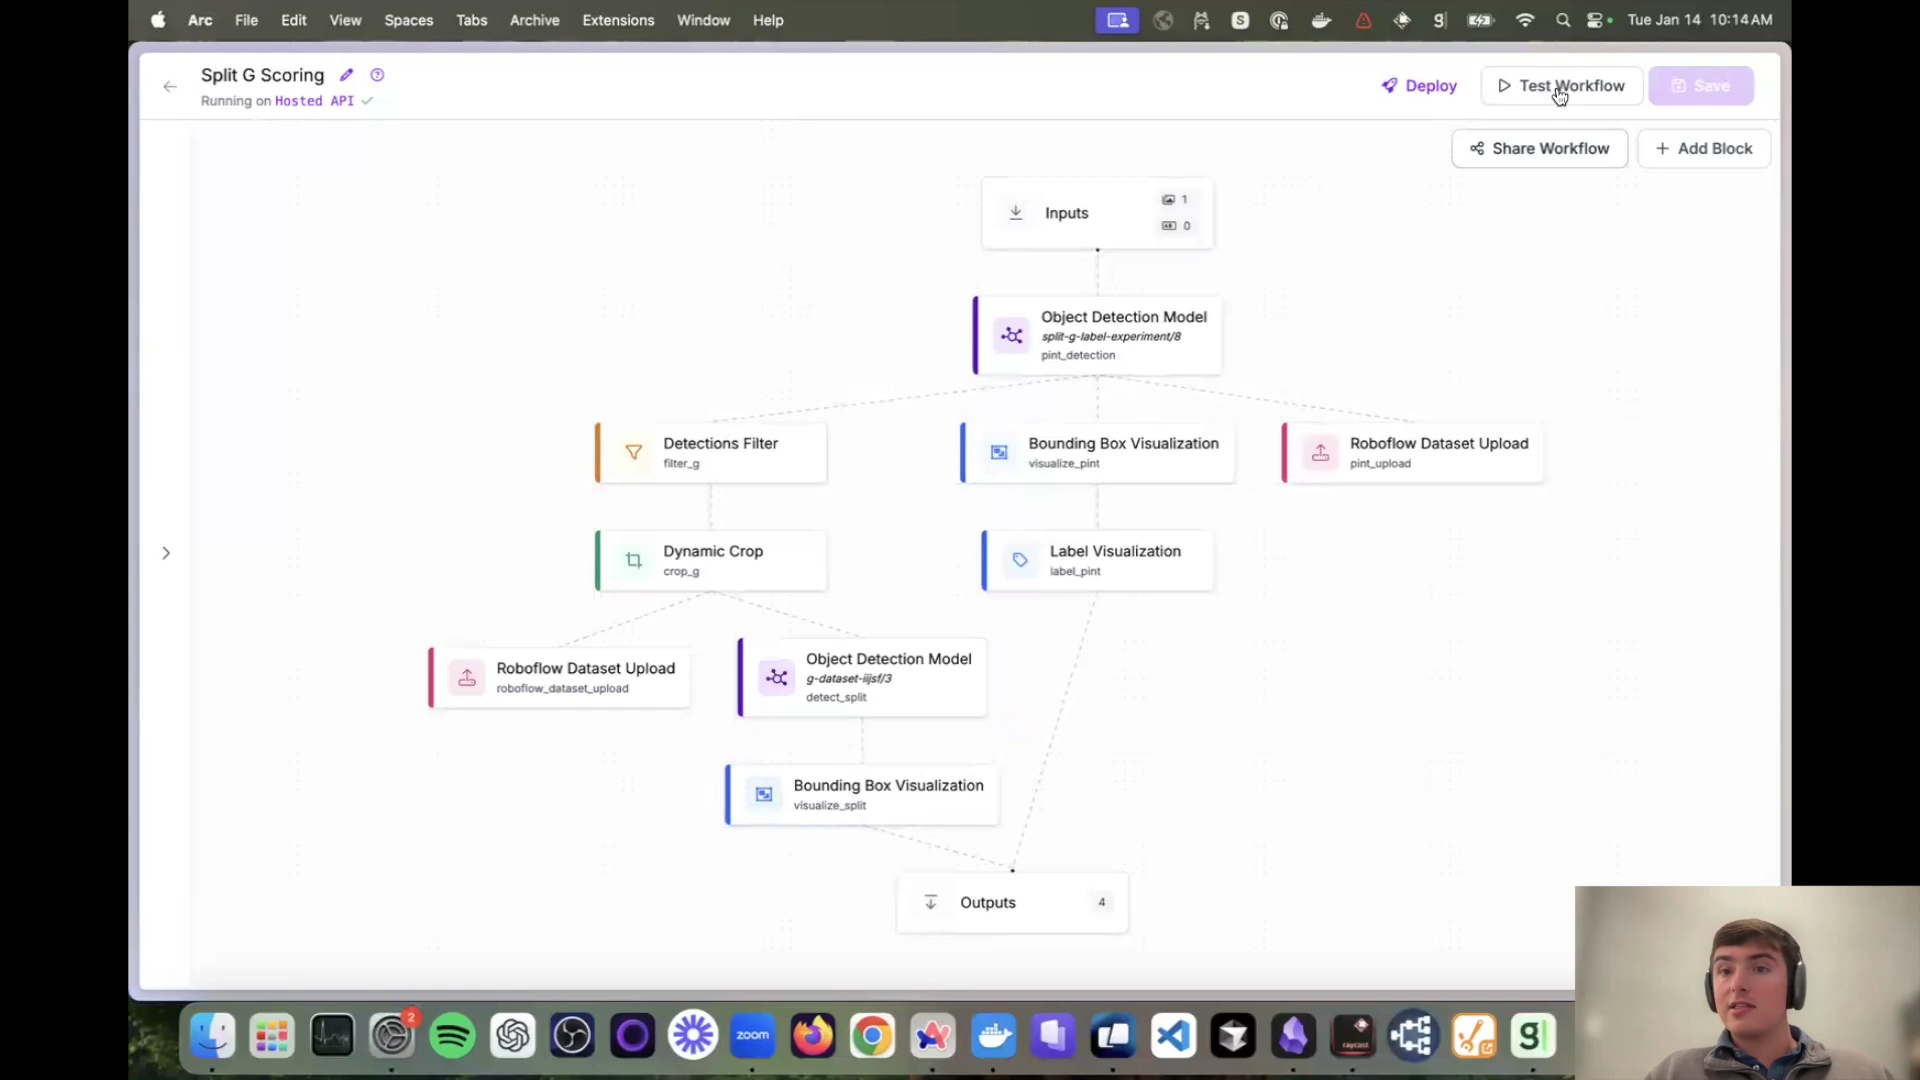 Arc File Edit View Spaces Tabs Archive Extensions Window Help
Tue Jan 14 10:14 AM
Split G Scoring
Running on Hosted API
Deploy
Test Workflow
Save
Share Workflow
+ Add Block
Inputs
1
0
Object Detection Model
split-g-label-experiment/8
pint_detection
Detections Filter
filter_g
Bounding Box Visualization
visualize_pint
Roboflow Dataset Upload
pint_upload
Dynamic Crop
crop_g
Label Visualization
label_pint
Roboflow Dataset Upload
roboflow_dataset_upload
Object Detection Model
g-dataset-iijsf/3
detect_split
Bounding Box Visualization
visualize_split
Outputs
4
2
zoom
raycast
g